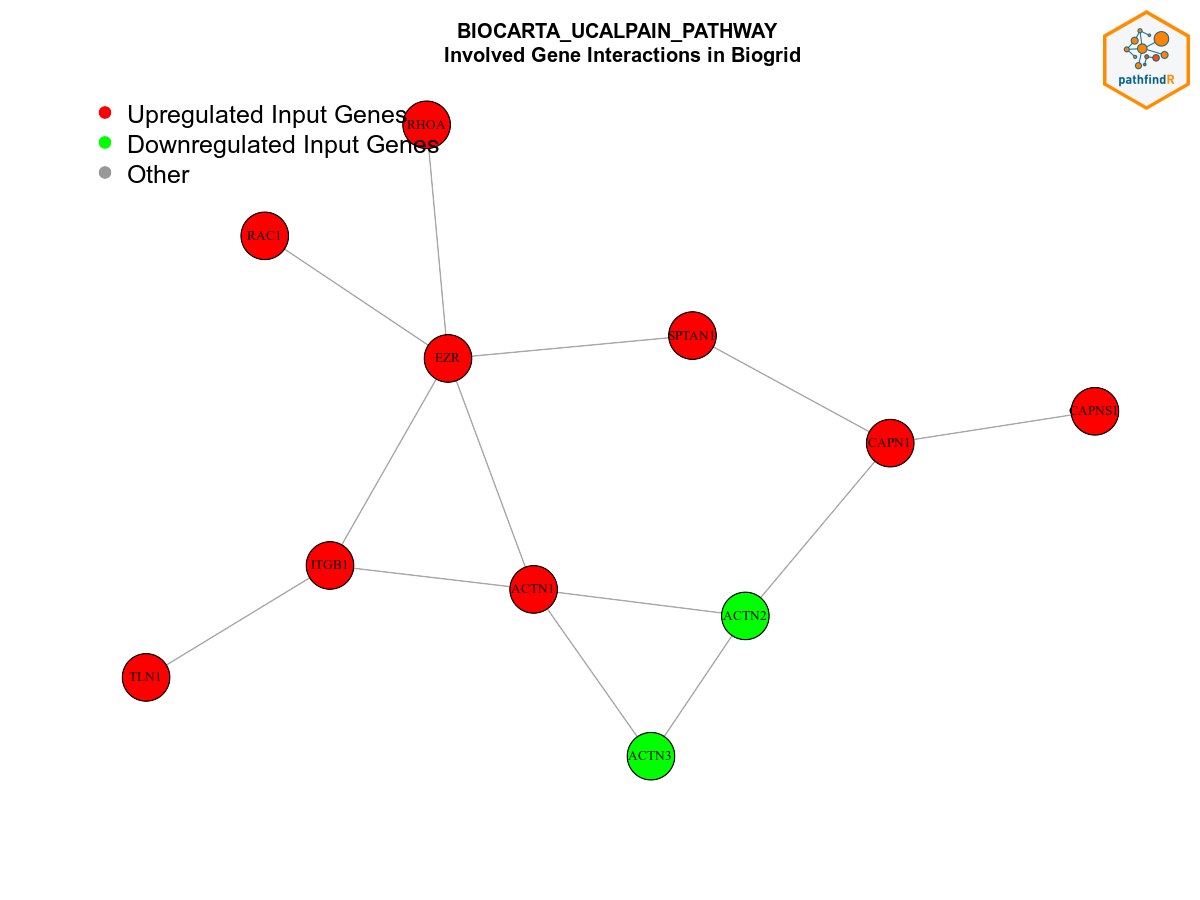 BIOCARTA_UCALPAIN_PATHWAY
Involved Gene Interactions in Biogrid
pathfindR
Upregulated Input Genes
Downregulated Input Genes
Other
RHOA
RAC1
SPTAN1
EZR
CAPNS1
CAPN1
ITGB1
ACTN1
ACTN2
TLN1
ACTN3